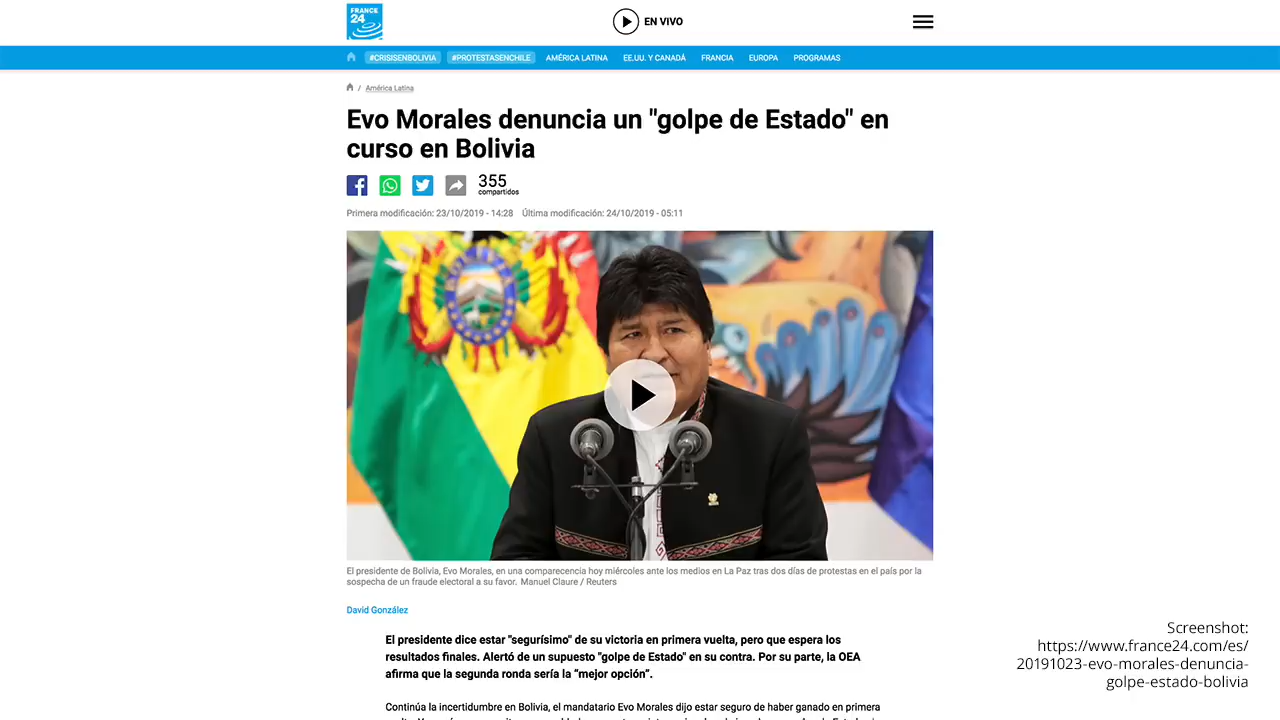 FRANCE
24
EN VIVO
#CRISISENBOLIVIA #PROTESTASENCHILE AMÉRICA LATINA EE.UU. Y CANADÁ FRANCIA EUROPA PROGRAMAS
/ América Latina
Evo Morales denuncia un "golpe de Estado" en
curso en Bolivia
355
compartidos
Primera modificación: 23/10/2019 - 14:28 Última modificación: 24/10/2019 - 05:11
El presidente de Bolivia, Evo Morales, en una comparecencia hoy miércoles ante los medios en La Paz tras dos días de protestas en el país por la
sospecha de un fraude electoral a su favor. Manuel Claure / Reuters
David González
El presidente dice estar "segurísimo" de su victoria en primera vuelta, pero que espera los
resultados finales. Alertó de un supuesto "golpe de Estado" en su contra. Por su parte, la OEA
afirma que la segunda ronda sería la “mejor opción”.
Continúa la incertidumbre en Bolivia, el mandatario Evo Morales dijo estar seguro de haber ganado en primera
Screenshot:
https://www.france24.com/es/
20191023-evo-morales-denuncia-
golpe-estado-bolivia